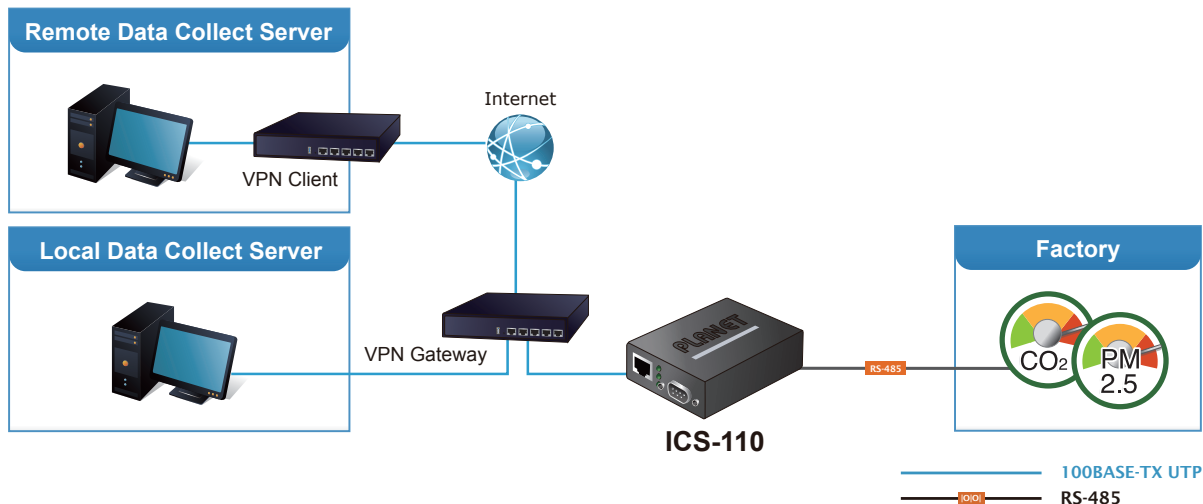 Remote Data Collect Server
Internet
VPN Client
Local Data Collect Server
VPN Gateway
PLANET
ICS-110
RS-485
Factory
CO2
PM
2.5
100BASE-TX UTP
|O|O|
RS-485